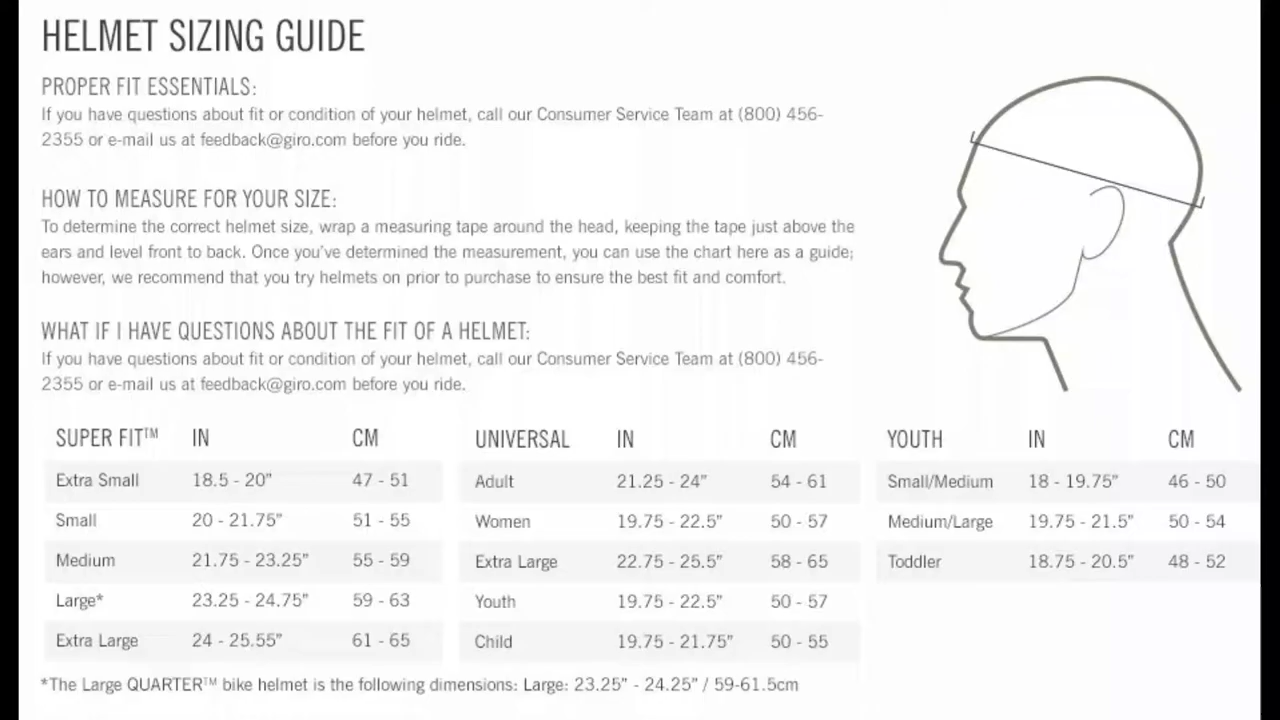 HELMET SIZING GUIDE
PROPER FIT ESSENTIALS:
If you have questions about fit or condition of your helmet, call our Consumer Service Team at (800) 456-
2355 or e-mail us at feedback@giro.com before you ride.
HOW TO MEASURE FOR YOUR SIZE:
To determine the correct helmet size, wrap a measuring tape around the head, keeping the tape just above the
ears and level front to back. Once you've determined the measurement, you can use the chart here as a guide;
however, we recommend that you try helmets on prior to purchase to ensure the best fit and comfort.
WHAT IF I HAVE QUESTIONS ABOUT THE FIT OF A HELMET:
If you have questions about fit or condition of your helmet, call our Consumer Service Team at (800) 456-
2355 or e-mail us at feedback@giro.com before you ride.
SUPER FIT™ IN CM
Extra Small 18.5 - 20” 47 - 51
Small 20 - 21.75” 51 - 55
Medium 21.75 - 23.25” 55 - 59
Large* 23.25 - 24.75” 59 - 63
Extra Large 24 - 25.55” 61 - 65
UNIVERSAL IN CM
Adult 21.25 - 24” 54 - 61
Women 19.75 - 22.5” 50 - 57
Extra Large 22.75 - 25.5” 58 - 65
Youth 19.75 - 22.5” 50 - 57
Child 19.75 - 21.75” 50 - 55
YOUTH IN CM
Small/Medium 18 - 19.75” 46 - 50
Medium/Large 19.75 - 21.5” 50 - 54
Toddler 18.75 - 20.5” 48 - 52
*The Large QUARTER™ bike helmet is the following dimensions: Large: 23.25” - 24.25” / 59-61.5cm